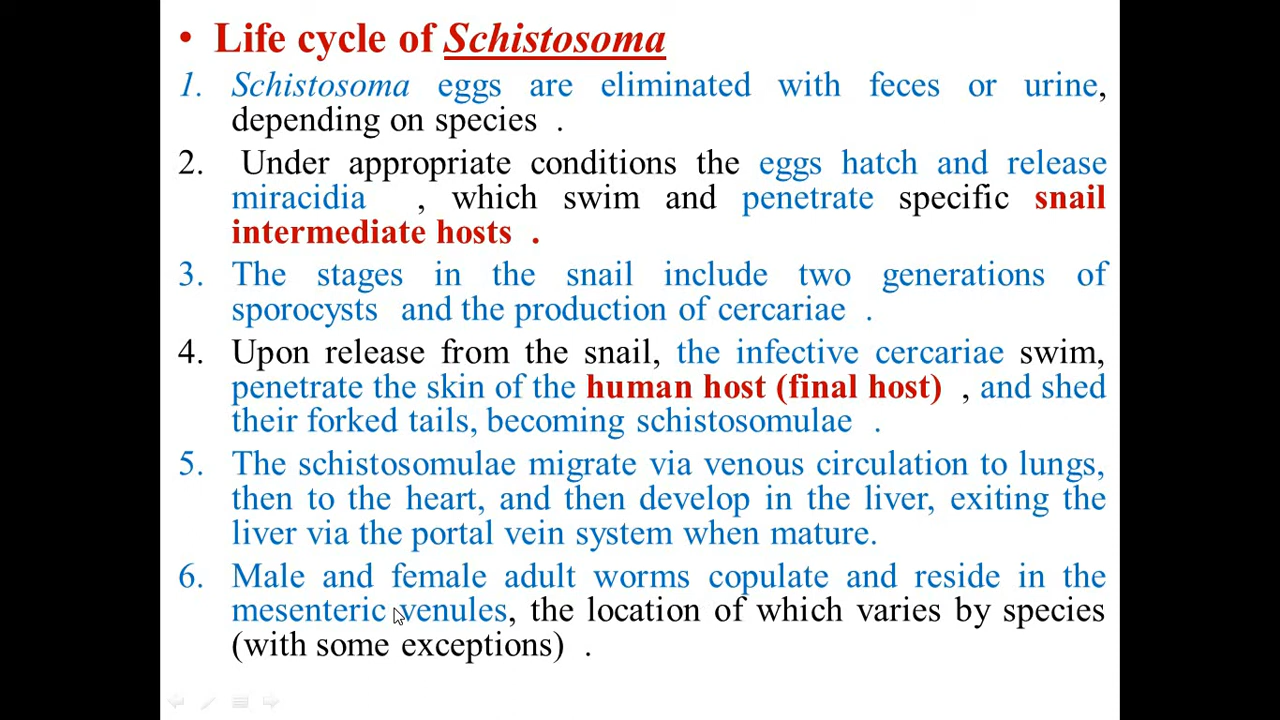 • Life cycle of Schistosoma
1. Schistosoma eggs are eliminated with feces or urine,
depending on species .
2. Under appropriate conditions the eggs hatch and release
miracidia , which swim and penetrate specific snail
intermediate hosts .
3. The stages in the snail include two generations of
sporocysts and the production of cercariae .
4. Upon release from the snail, the infective cercariae swim,
penetrate the skin of the human host (final host) , and shed
their forked tails, becoming schistosomulae .
5. The schistosomulae migrate via venous circulation to lungs,
then to the heart, and then develop in the liver, exiting the
liver via the portal vein system when mature.
6. Male and female adult worms copulate and reside in the
mesenteric venules, the location of which varies by species
(with some exceptions) .